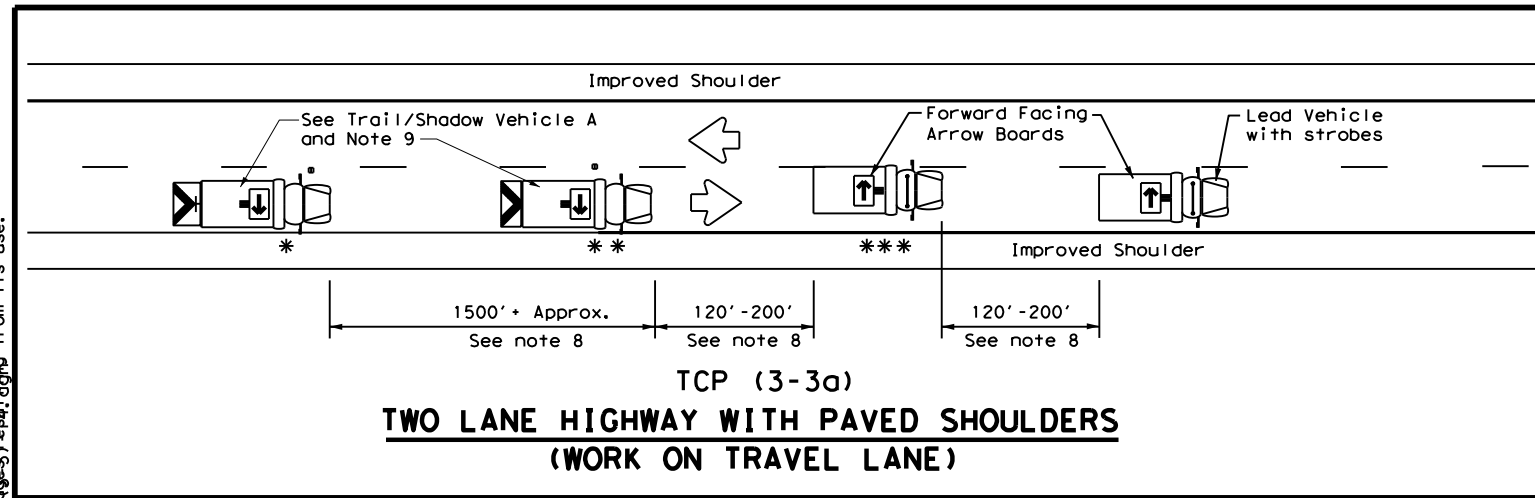 Improved Shoulder
See Trail/Shadow Vehicle A
and Note 9
Forward Facing
Arrow Boards
Lead Vehicle
with strobes
*
**
***
Improved Shoulder
1500'+ Approx.
See note 8
120'-200'
See note 8
120'-200'
See note 8
TCP (3-3a)
TWO LANE HIGHWAY WITH PAVED SHOULDERS
(WORK ON TRAVEL LANE)
its use.